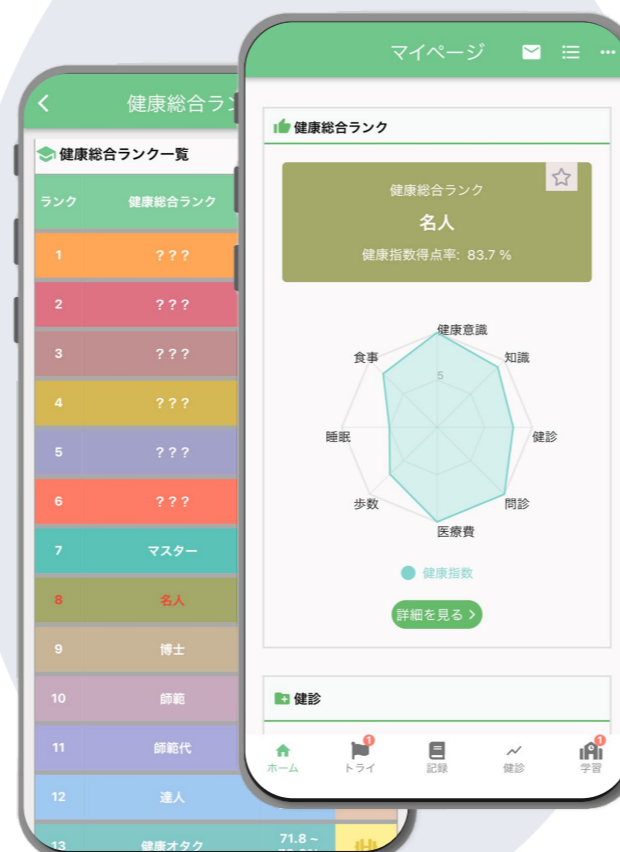 健康総合ラン
健康総合ランク一覧
ランク 健康総合ランク
1 ???
2 ???
3 ???
4 ???
5 ???
6 ???
7 マスター
8 名人
9 博士
10 師範
11 師範代
12 達人
13 健康オタク 71.8 ~
マイページ
健康総合ランク
健康総合ランク
名人
健康指数得点率: 83.7 %
健康意識
知識
健診
問診
医療費
歩数
睡眠
食事
5
健康指数
詳細を見る >
健診
ホーム
1
トライ
記録
健診
1
学習